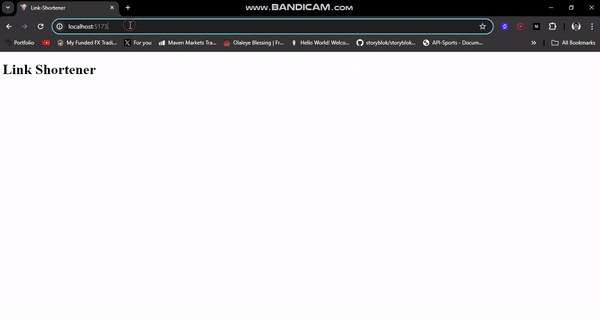 www.BANDICAM.com
Link-Shortener
localhost:5173
Portfolio
My Funded FX Tradi...
For you
Maven Markets Tra...
Olaleye Blessing | Fr...
Hello World! Welco...
storyblok/storyblok...
API-Sports - Docum...
All Bookmarks
Link Shortener